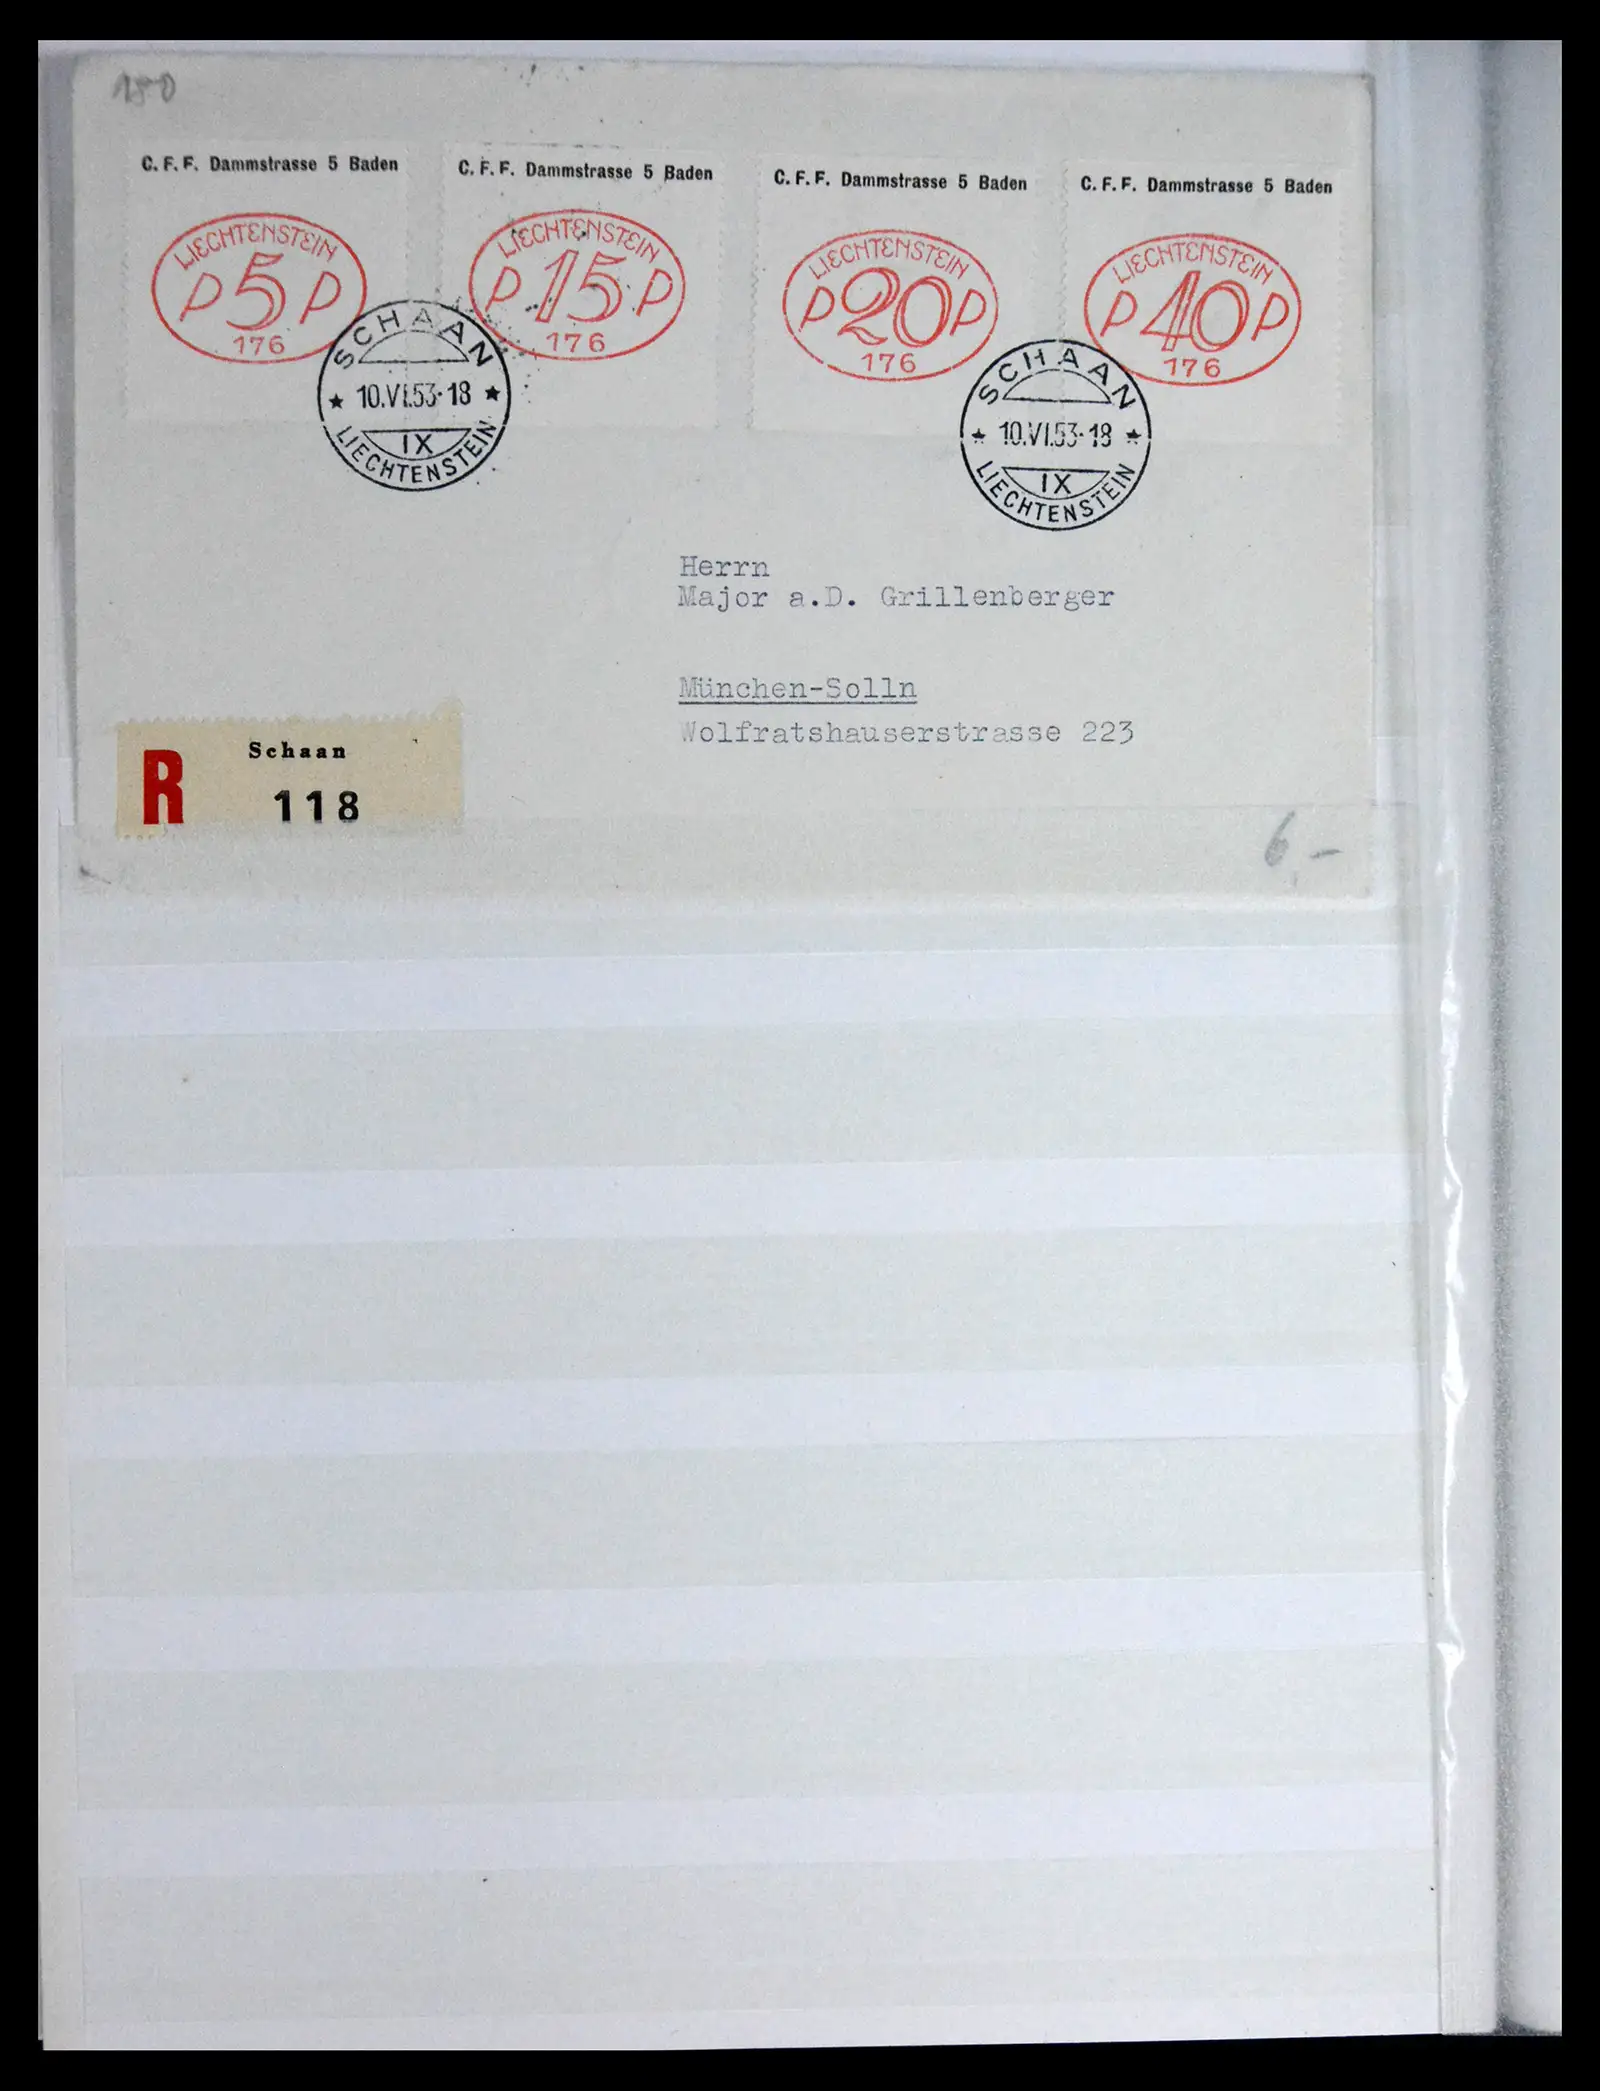 180
C. F. F. Dammstrasse 5 Baden
LIECHTENSTEIN
P 5 P
176
C. F. F. Dammstrasse 5 Baden
LIECHTENSTEIN
P 15 P
176
C. F. F. Dammstrasse 5 Baden
LIECHTENSTEIN
P 20 P
176
C. F. F. Dammstrasse 5 Baden
LIECHTENSTEIN
P 40 P
176
SCHAAN
★ 10.VI.53-18 ★
IX
LIECHTENSTEIN
SCHAAN
★ 10.VI.53-18 ★
IX
LIECHTENSTEIN
Herrn
Major a.D. Grillenberger
München-Solln
Wolfratshauserstrasse 223
R Schaan
118
6,-